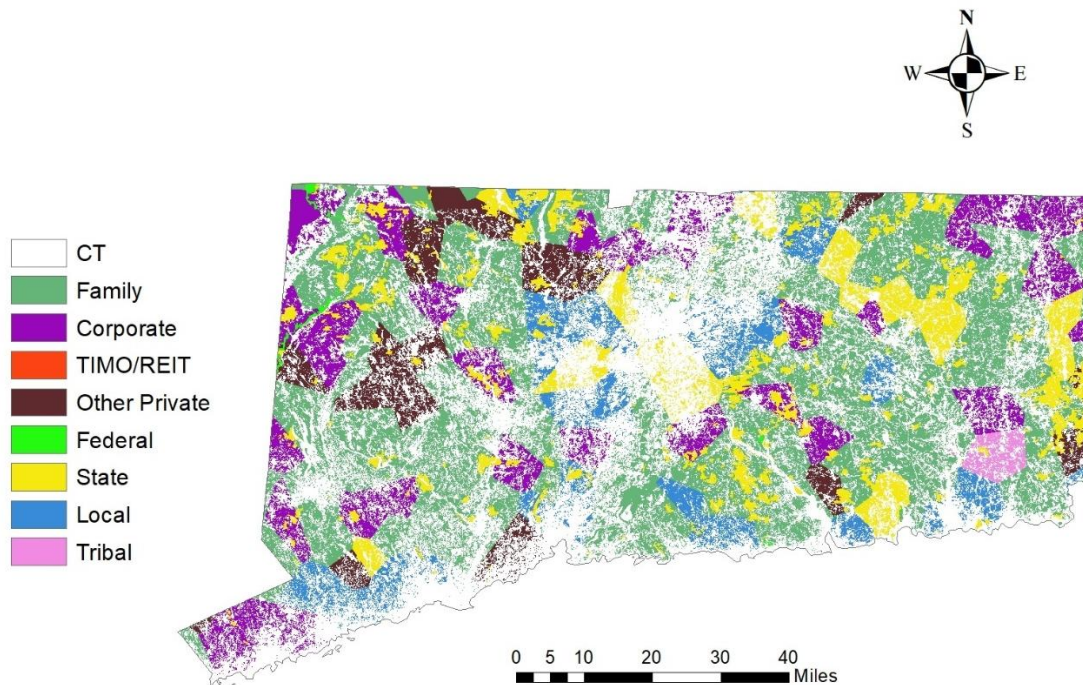 N
W E
S
CT
Family
Corporate
TIMO/REIT
Other Private
Federal
State
Local
Tribal
0 5 10 20 30 40
Miles